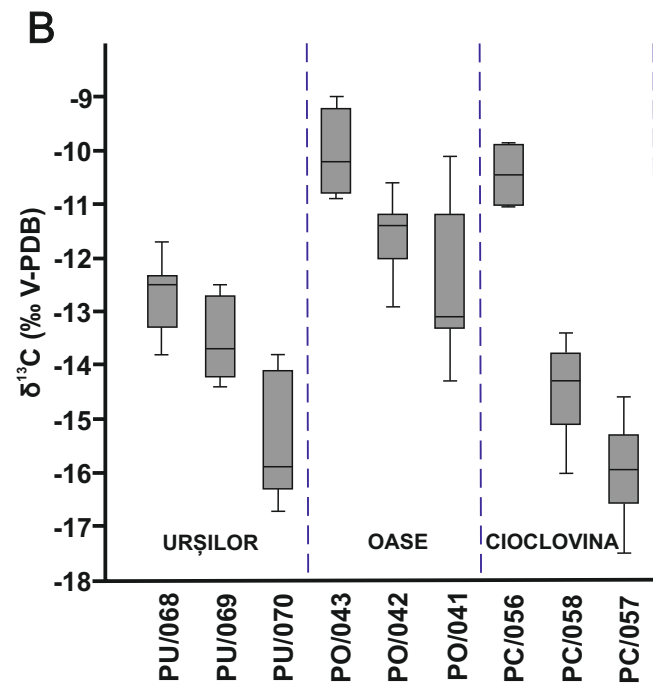 B
δ¹³C (‰ V-PDB)
-9
-10
-11
-12
-13
-14
-15
-16
-17
-18
URȘILOR
OASE
CIOCLOVINA
PU/068
PU/069
PU/070
PO/043
PO/042
PO/041
PC/056
PC/058
PC/057